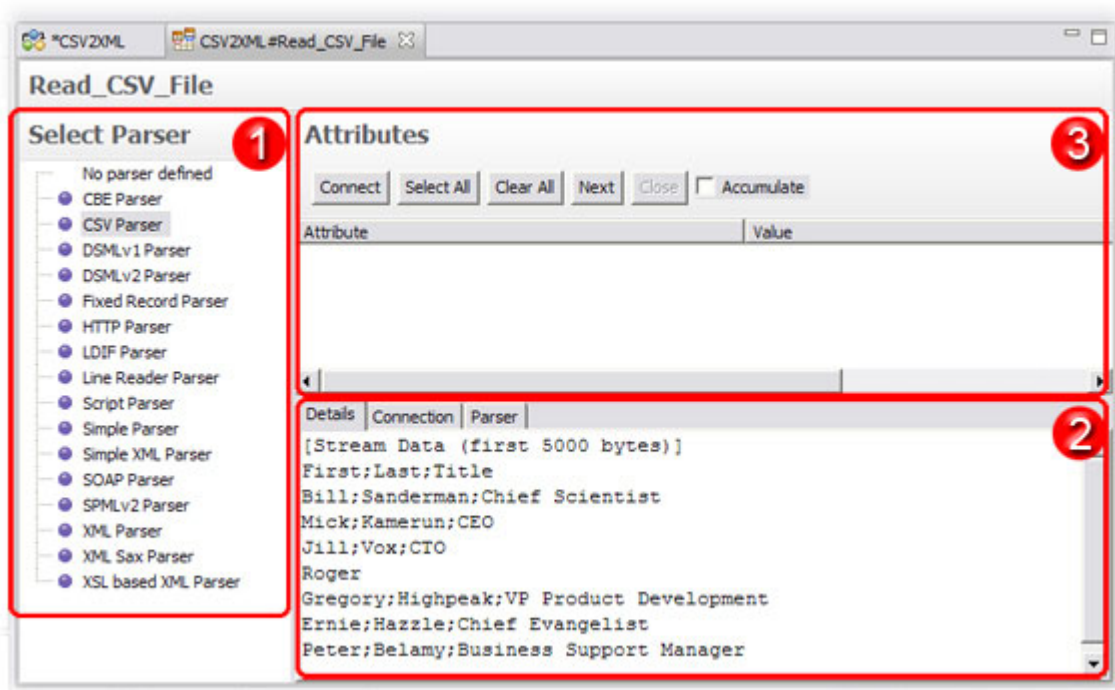 *CSV2XML
CSV2XML#Read_CSV_File
Read_CSV_File
Select Parser
1
No parser defined
CBE Parser
CSV Parser
DSMLv1 Parser
DSMLv2 Parser
Fixed Record Parser
HTTP Parser
LDIF Parser
Line Reader Parser
Script Parser
Simple Parser
Simple XML Parser
SOAP Parser
SPMLv2 Parser
XML Parser
XML Sax Parser
XSL based XML Parser
Attributes
3
Connect Select All Clear All Next Close Accumulate
Attribute Value
Details Connection Parser
2
[Stream Data (first 5000 bytes)]
First;Last;Title
Bill;Sanderman;Chief Scientist
Mick;Kamerun;CEO
Jill;Vox;CTO
Roger
Gregory;Highpeak;VP Product Development
Ernie;Hazzle;Chief Evangelist
Peter;Belamy;Business Support Manager